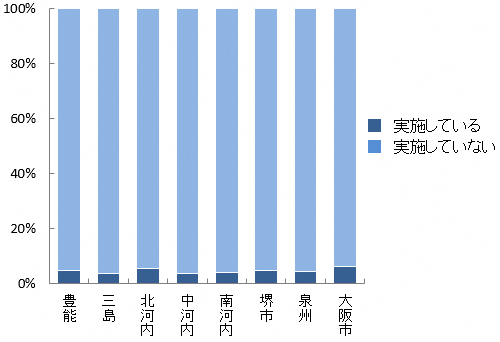 100%
80%
60%
40%
20%
0%
豊能
三島
北河内
中河内
南河内
堺市
泉州
大阪市
実施している
実施していない